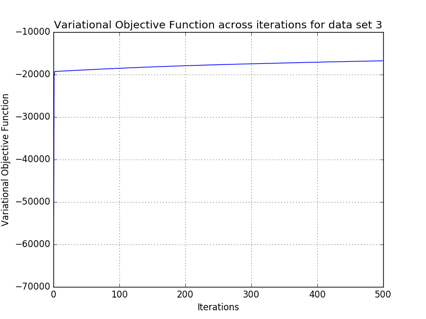 Variational Objective Function across iterations for data set 3
Variational Objective Function
−10000
−20000
−30000
−40000
−50000
−60000
−70000
0 100 200 300 400 500
Iterations